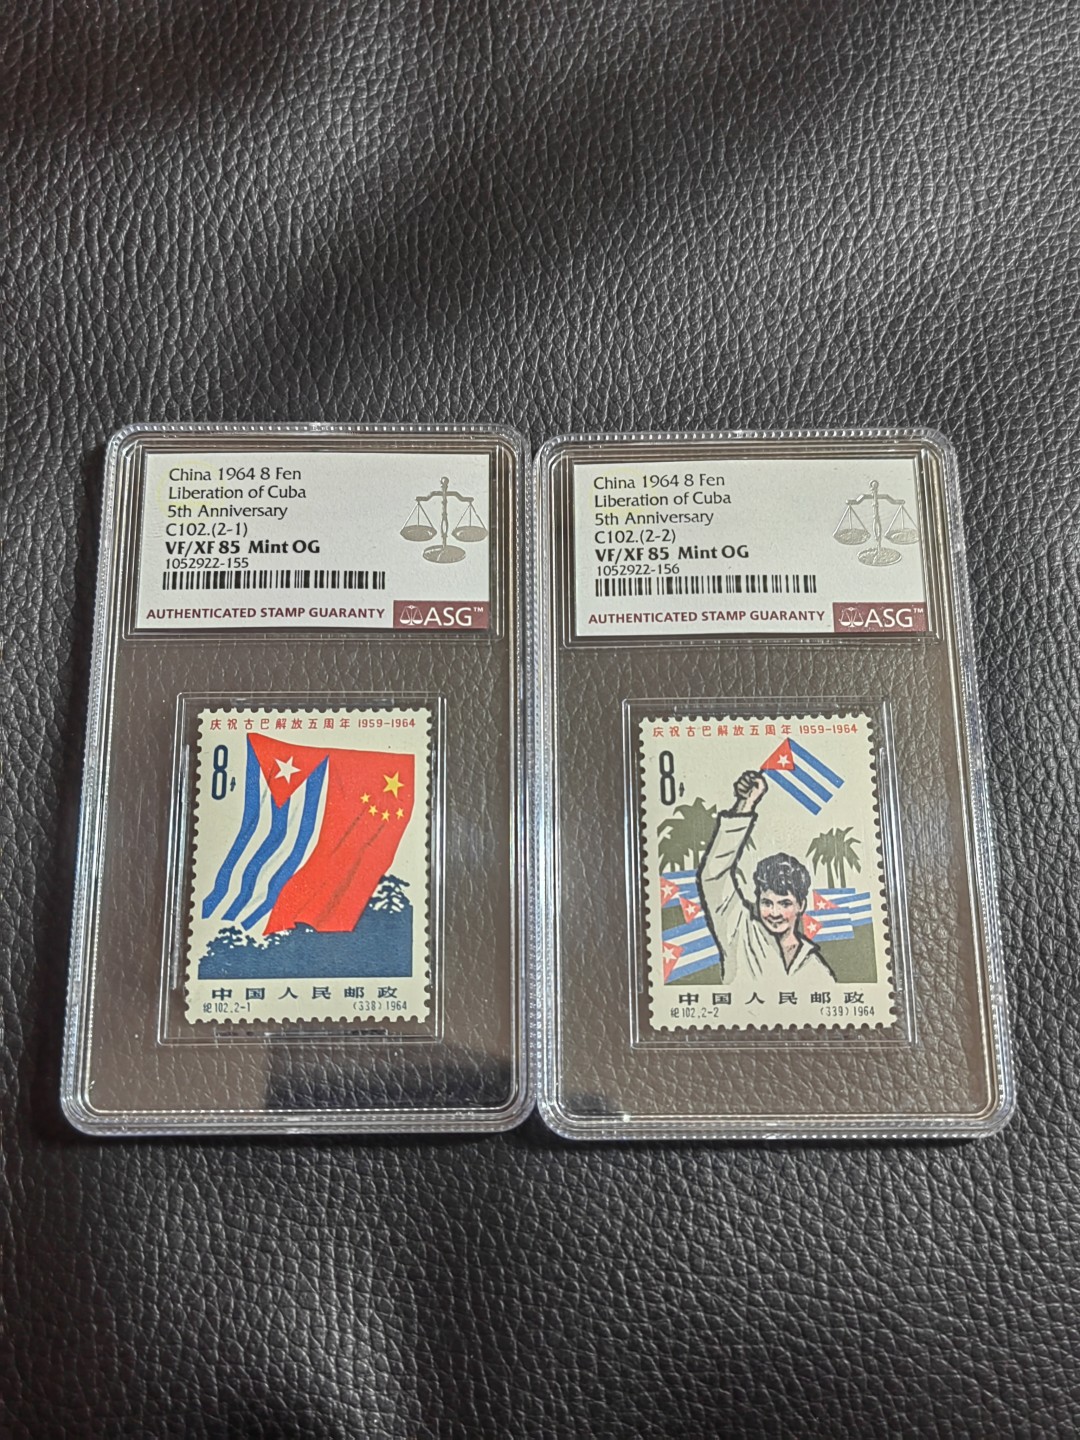 China 1964 8 Fen
Liberation of Cuba
5th Anniversary
C102.(2-1)
VF/XF 85 Mint OG
1052922-155
AUTHENTICATED STAMP GUARANTY
ASG™
庆祝古巴解放五周年 1959-1964
8分
中国人民邮政
纪102.2-1
(338) 1964
China 1964 8 Fen
Liberation of Cuba
5th Anniversary
C102.(2-2)
VF/XF 85 Mint OG
1052922-156
AUTHENTICATED STAMP GUARANTY
ASG™
庆祝古巴解放五周年 1959-1964
8分
中国人民邮政
纪102.2-2
(339) 1964